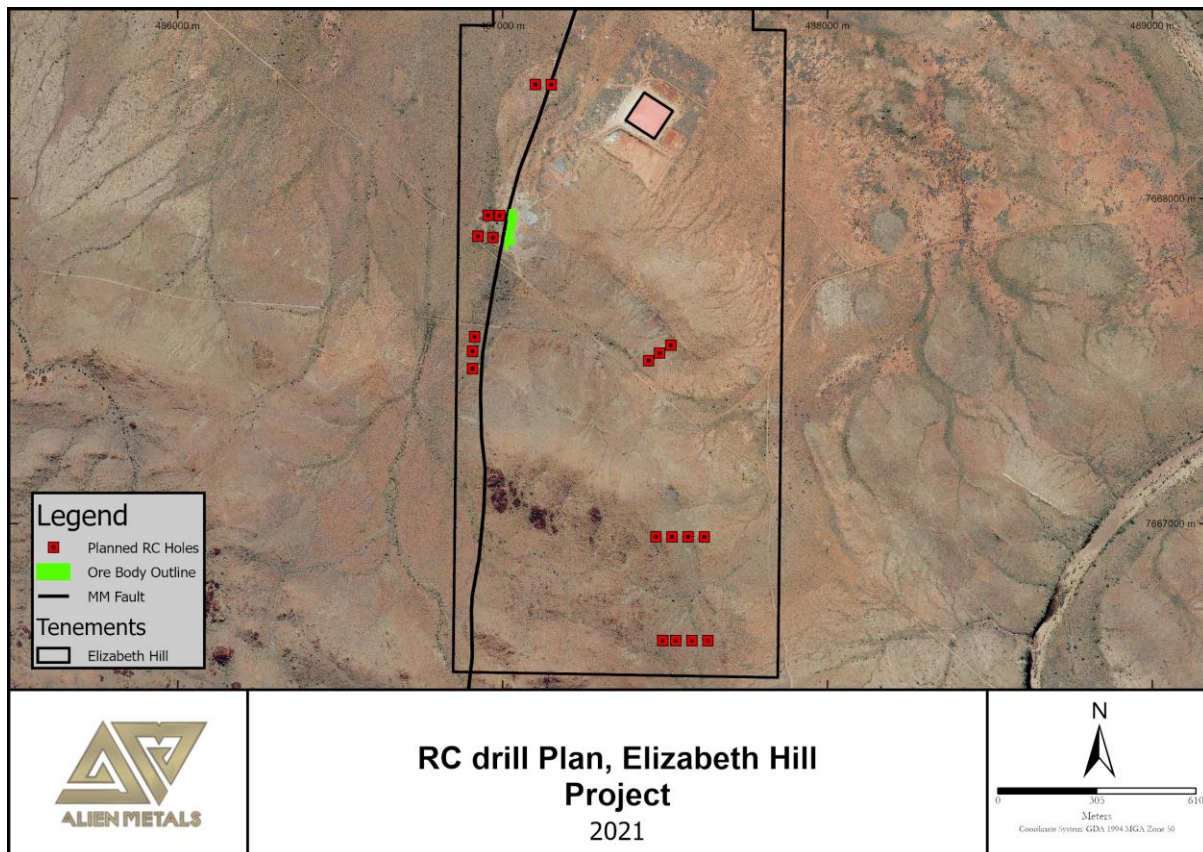 486000 m
487000 m
488000 m
489000 m
7668000 m
7667000 m
Legend
Planned RC Holes
Ore Body Outline
MM Fault
Tenements
Elizabeth Hill
ALIEN METALS
RC drill Plan, Elizabeth Hill
Project
2021
N
0 305 610
Meters
Coordinate System: GDA 1994 MGA Zone 50